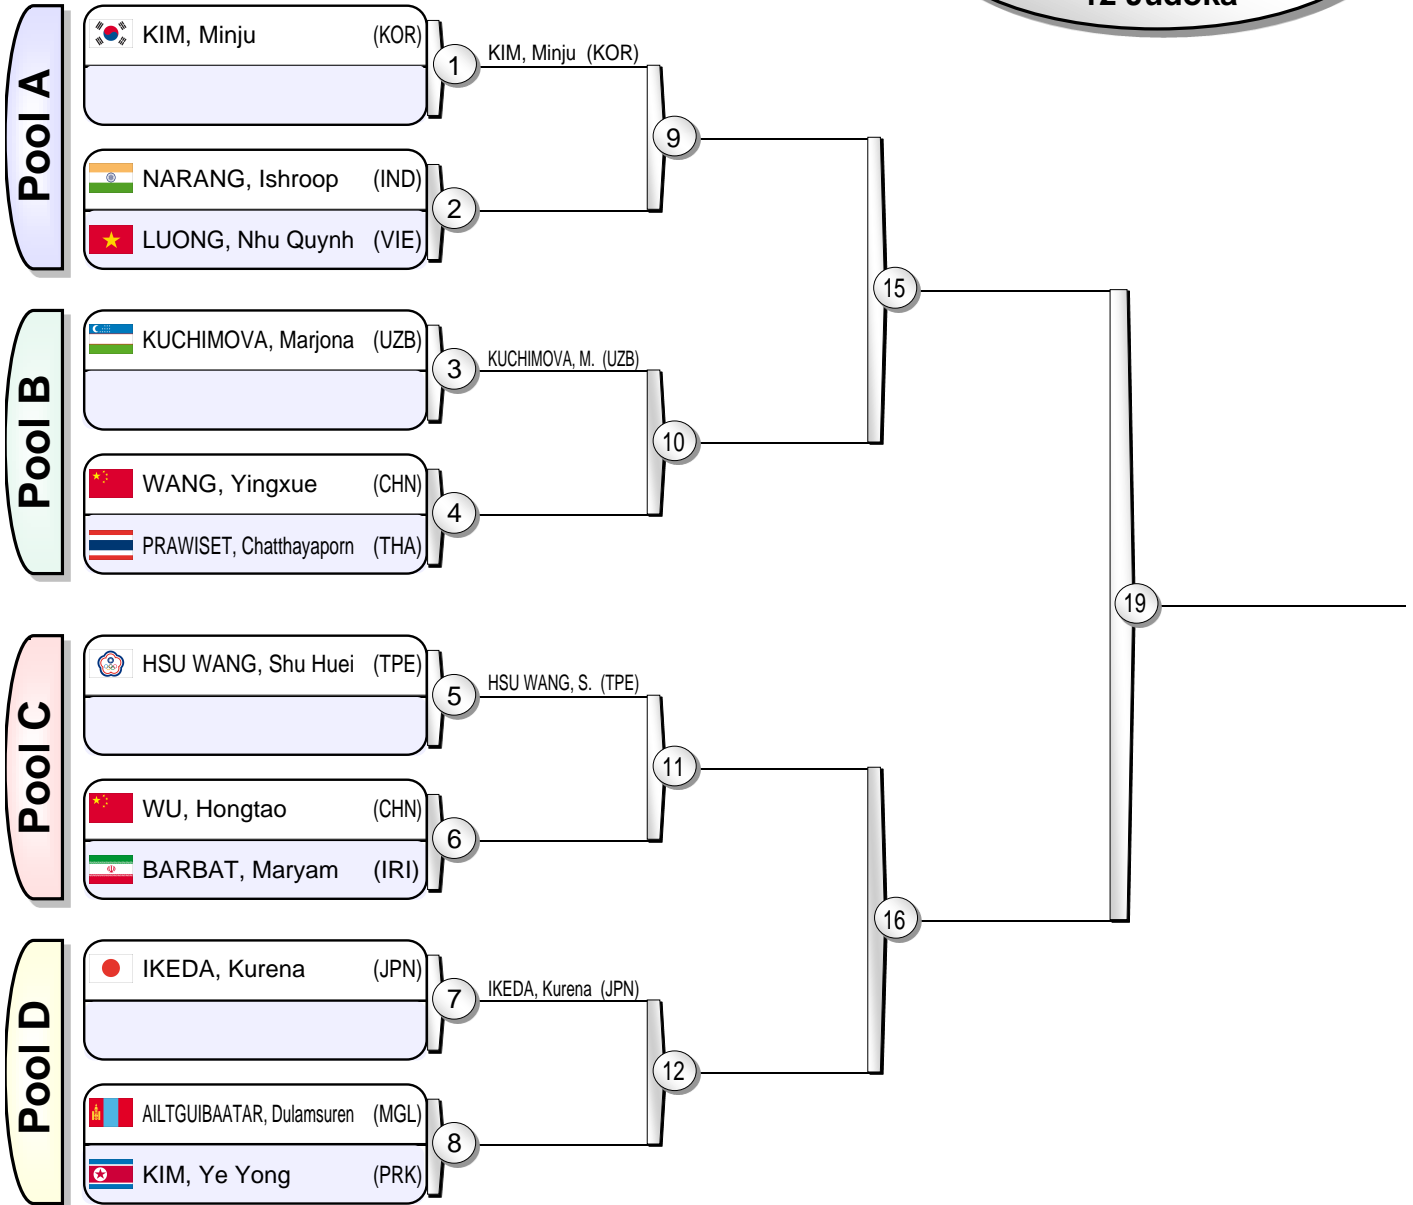 12 Judoka
Pool A
KIM, Minju (KOR)
1
KIM, Minju (KOR)
9
NARANG, Ishroop (IND)
2
LUONG, Nhu Quynh (VIE)
15
Pool B
KUCHIMOVA, Marjona (UZB)
3
KUCHIMOVA, M. (UZB)
10
WANG, Yingxue (CHN)
4
PRAWISET, Chatthayaporn (THA)
19
Pool C
HSU WANG, Shu Huei (TPE)
5
HSU WANG, S. (TPE)
11
WU, Hongtao (CHN)
6
BARBAT, Maryam (IRI)
16
Pool D
IKEDA, Kurena (JPN)
7
IKEDA, Kurena (JPN)
12
AILTGUIBAATAR, Dulamsuren (MGL)
8
KIM, Ye Yong (PRK)